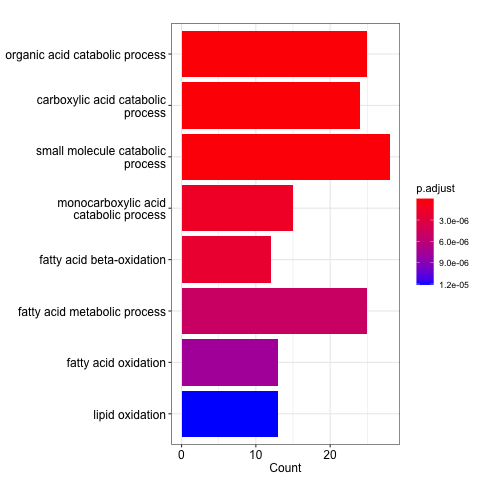 organic acid catabolic process
carboxylic acid catabolic
process
small molecule catabolic
process
monocarboxylic acid
catabolic process
fatty acid beta-oxidation
fatty acid metabolic process
fatty acid oxidation
lipid oxidation
0
10
20
Count
p.adjust
3.0e-06
6.0e-06
9.0e-06
1.2e-05